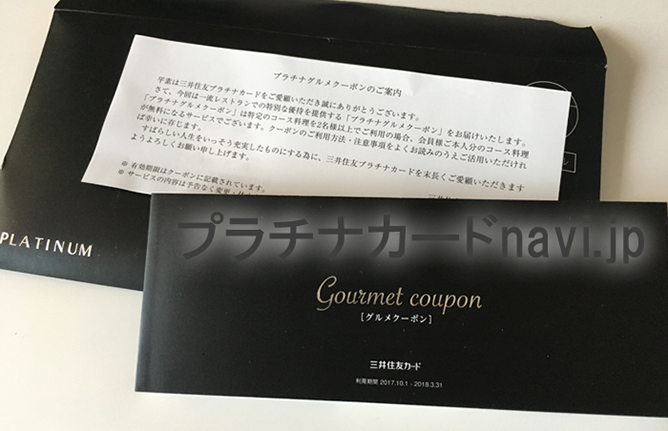 プラチナグルメクーポンのご案内
平素は三井住友プラチナカードをご愛顧いただき誠にありがとうございます。
さて、今回は一流レストランでの特別な優待を提供する「プラチナグルメクーポン」をお届けいたします。
「プラチナグルメクーポン」は特定のコース料理を2名様以上でご利用の場合、会員様ご本人分のコース料理
が無料になるサービスでございます。クーポンのご利用方法・注意事項をよくお読みのうえご活用いただけれ
ば幸いに存じます。
すばらしい人生をいっそう充実したものにする為に、三井住友プラチナカードを末長くご愛顧いただきます
ようよろしくお願い申し上げます。
※ 有効期限はクーポンに記載されています。
※ サービスの内容は予告なく変更・
PLATINUM
プラチナカードnavi.jp
Gourmet coupon
[グルメクーポン]
三井住友カード
利用期間 2017.10.1 - 2018.3.31